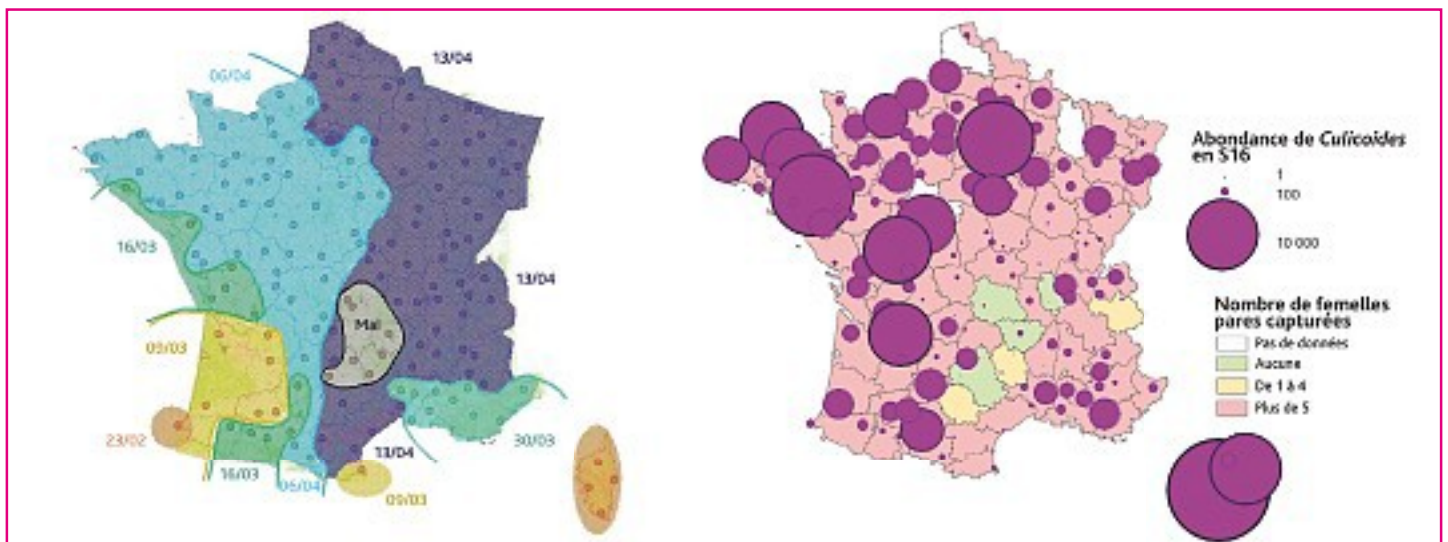 06/04
13/04
16/03
13/04
Mai
09/03
23/02
16/03
06/04
13/04
09/03
30/03
Abondance de Culicoides
en S16
1
100
10 000
Nombre de femelles
pares capturées
Pas de données
Aucune
De 1 à 4
Plus de 5